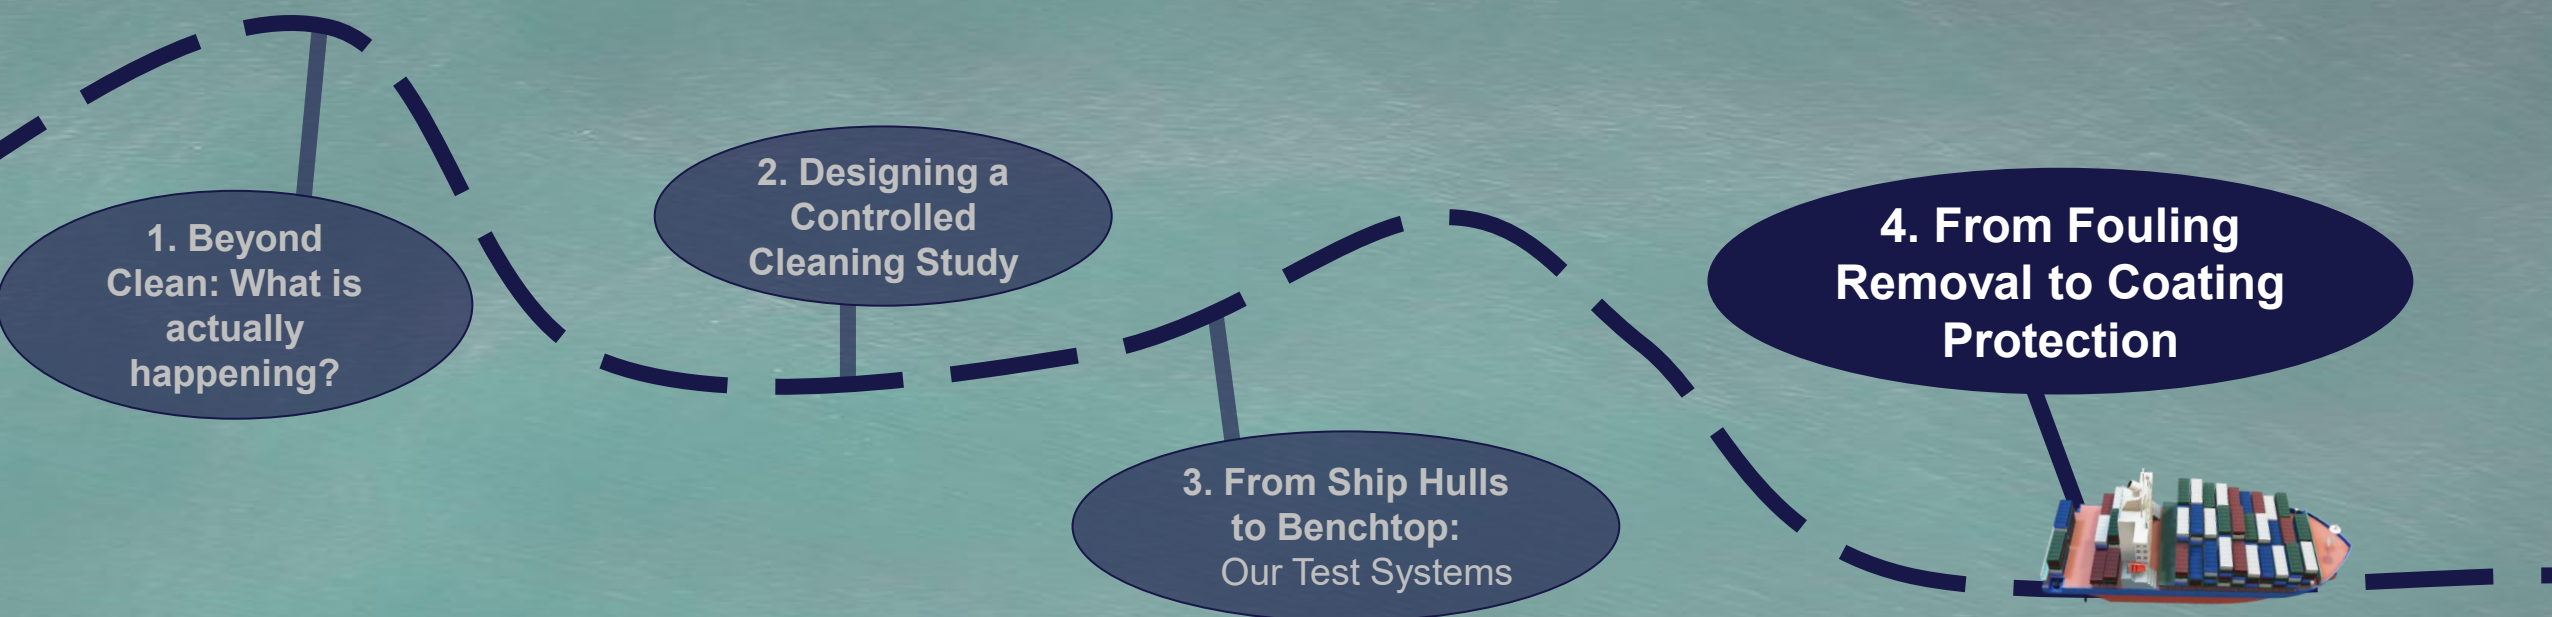 1. Beyond
Clean: What is
actually
happening?
2. Designing a
Controlled
Cleaning Study
3. From Ship Hulls
to Benchtop:
Our Test Systems
4. From Fouling
Removal to Coating
Protection